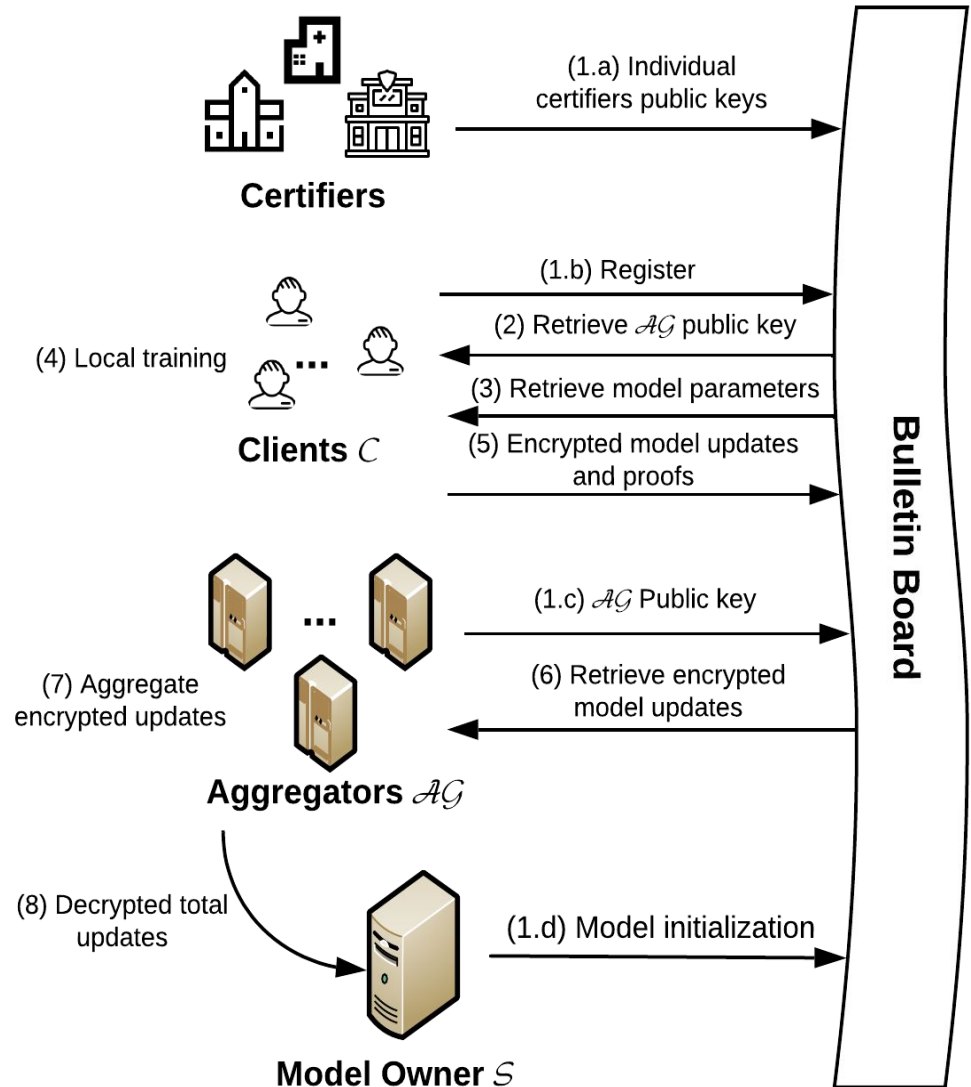 (1.a) Individual
certifiers public keys
Certifiers
(1.b) Register
(2) Retrieve 𝒜𝒢 public key
(4) Local training
...
(3) Retrieve model parameters
Clients 𝒞
(5) Encrypted model updates
and proofs
Bulletin Board
(1.c) 𝒜𝒢 Public key
...
(6) Retrieve encrypted
model updates
(7) Aggregate
encrypted updates
Aggregators 𝒜𝒢
(8) Decrypted total
updates
(1.d) Model initialization
Model Owner 𝒮